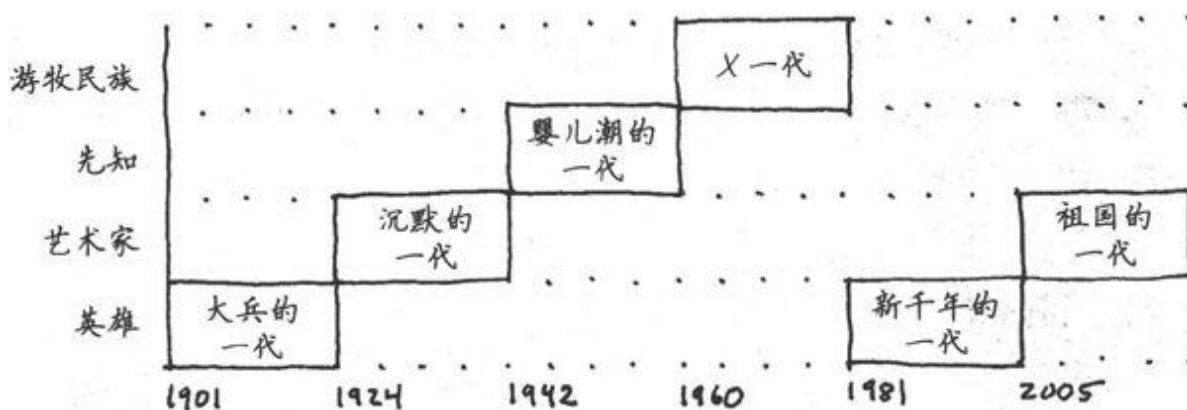 游牧民族
X一代
先知
婴儿潮的
一代
艺术家
沉默的
一代
祖国的
一代
英雄
大兵的
一代
新千年的
一代
1901 1924 1942 1960 1981 2005